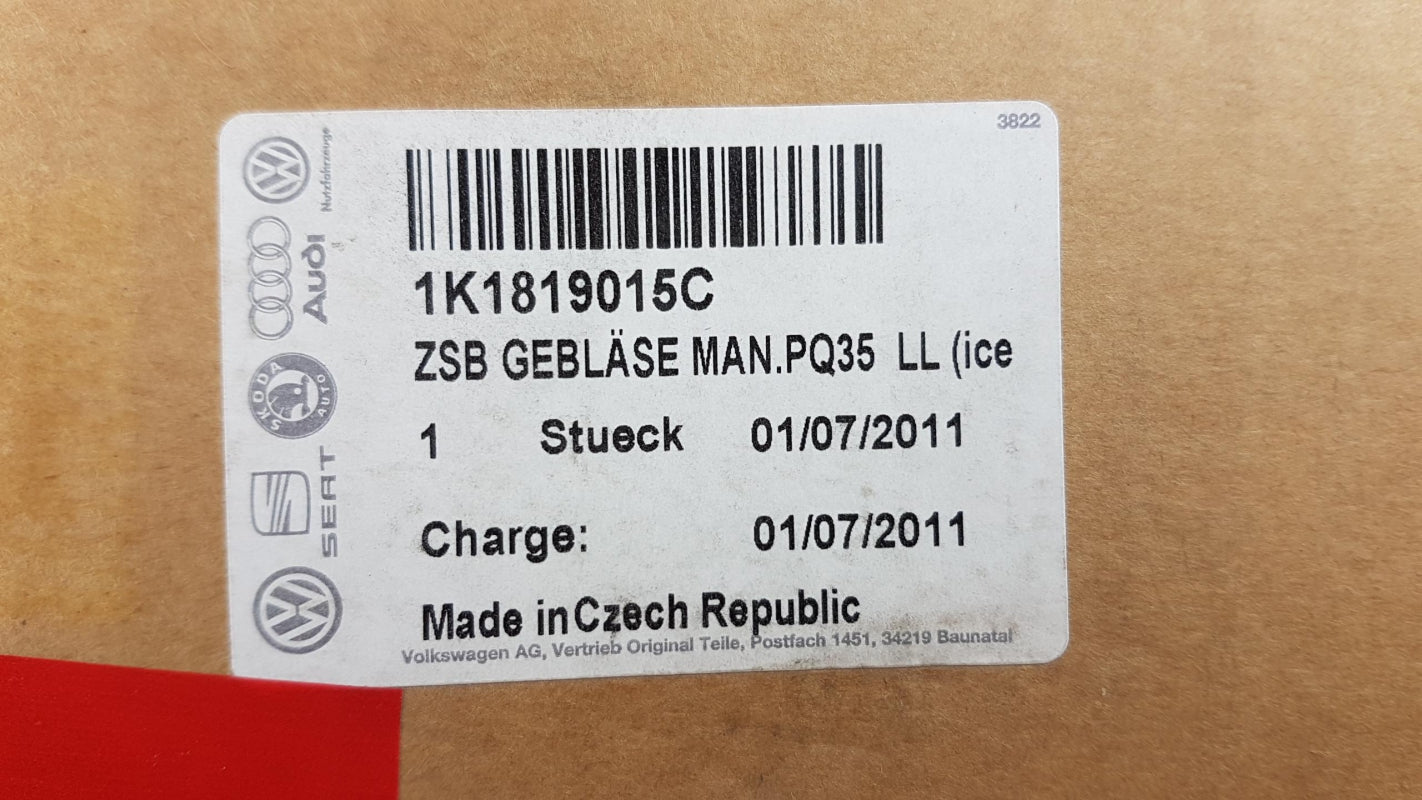 3822
Nutzfahrzeuge
Audi
SKODA
AUTO
SEAT
1K1819015C
ZSB GEBLÄSE MAN.PQ35 LL (ice
1 Stueck 01/07/2011
Charge: 01/07/2011
Made in Czech Republic
Volkswagen AG, Vertrieb Original Teile, Postfach 1451, 34219 Baunatal